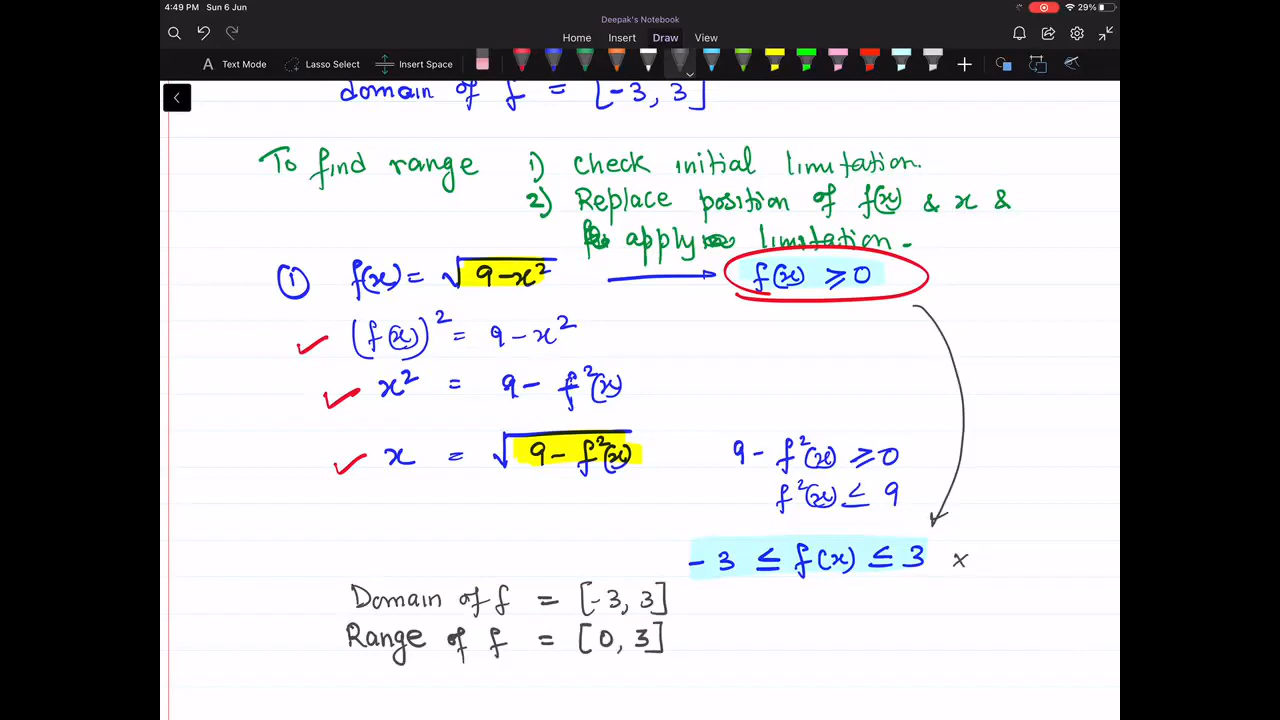 4:49 PM Sun 6 Jun
29%
Deepak's Notebook
Home Insert Draw View
Text Mode Lasso Select Insert Space
domain of f = [-3, 3]
To find range 1) Check initial limitation.
2) Replace position of f(x) & x &
apply limitation.
① f(x) = √(9-x²) → f(x) ≥ 0
(f(x))² = 9-x²
x² = 9 - f²(x)
x = √(9 - f²(x)) 9 - f²(x) ≥ 0
f²(x) ≤ 9
-3 ≤ f(x) ≤ 3 ×
Domain of f = [-3, 3]
Range of f = [0, 3]